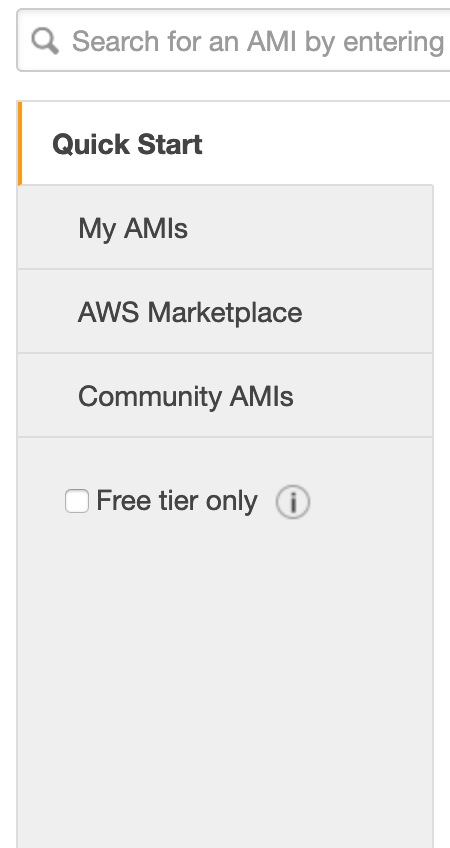 Search for an AMI by entering
Quick Start
My AMIs
AWS Marketplace
Community AMIs
Free tier only